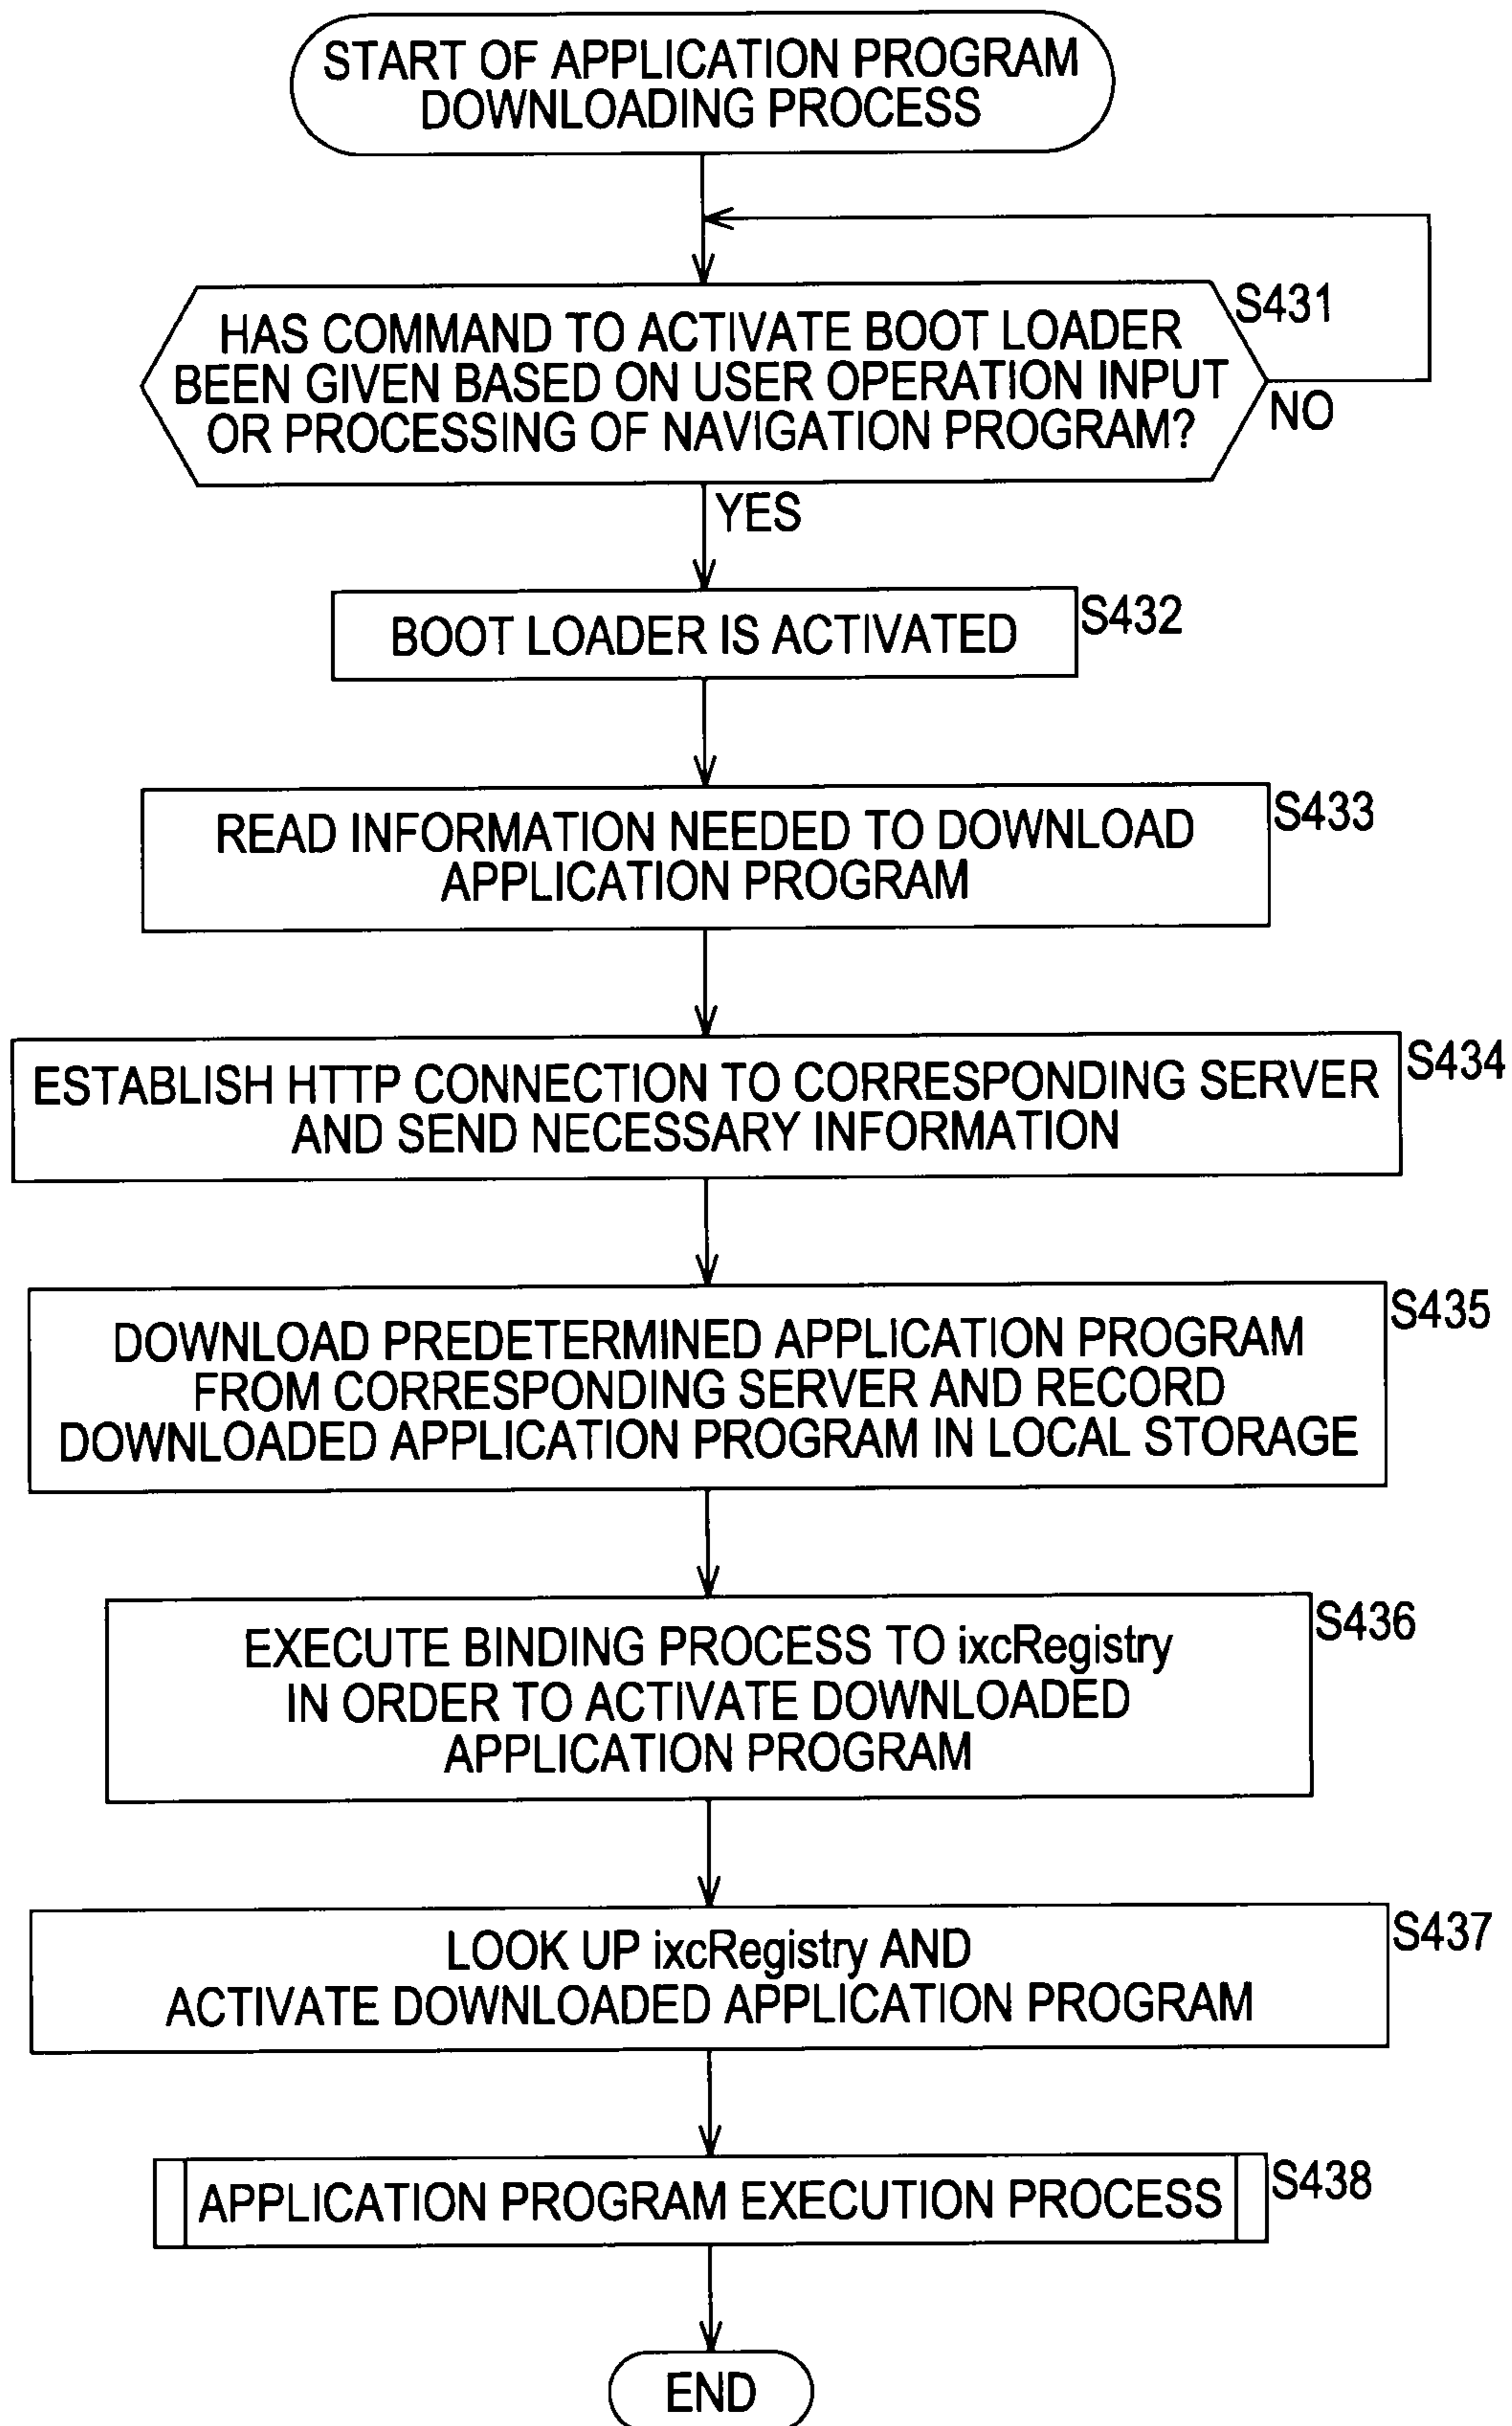 START OF APPLICATION PROGRAM
DOWNLOADING PROCESS
S431
HAS COMMAND TO ACTIVATE BOOT LOADER
BEEN GIVEN BASED ON USER OPERATION INPUT
OR PROCESSING OF NAVIGATION PROGRAM?
NO
YES
BOOT LOADER IS ACTIVATED
S432
READ INFORMATION NEEDED TO DOWNLOAD
APPLICATION PROGRAM
S433
ESTABLISH HTTP CONNECTION TO CORRESPONDING SERVER
AND SEND NECESSARY INFORMATION
S434
DOWNLOAD PREDETERMINED APPLICATION PROGRAM
FROM CORRESPONDING SERVER AND RECORD
DOWNLOADED APPLICATION PROGRAM IN LOCAL STORAGE
S435
EXECUTE BINDING PROCESS TO ixcRegistry
IN ORDER TO ACTIVATE DOWNLOADED
APPLICATION PROGRAM
S436
LOOK UP ixcRegistry AND
ACTIVATE DOWNLOADED APPLICATION PROGRAM
S437
APPLICATION PROGRAM EXECUTION PROCESS
S438
END